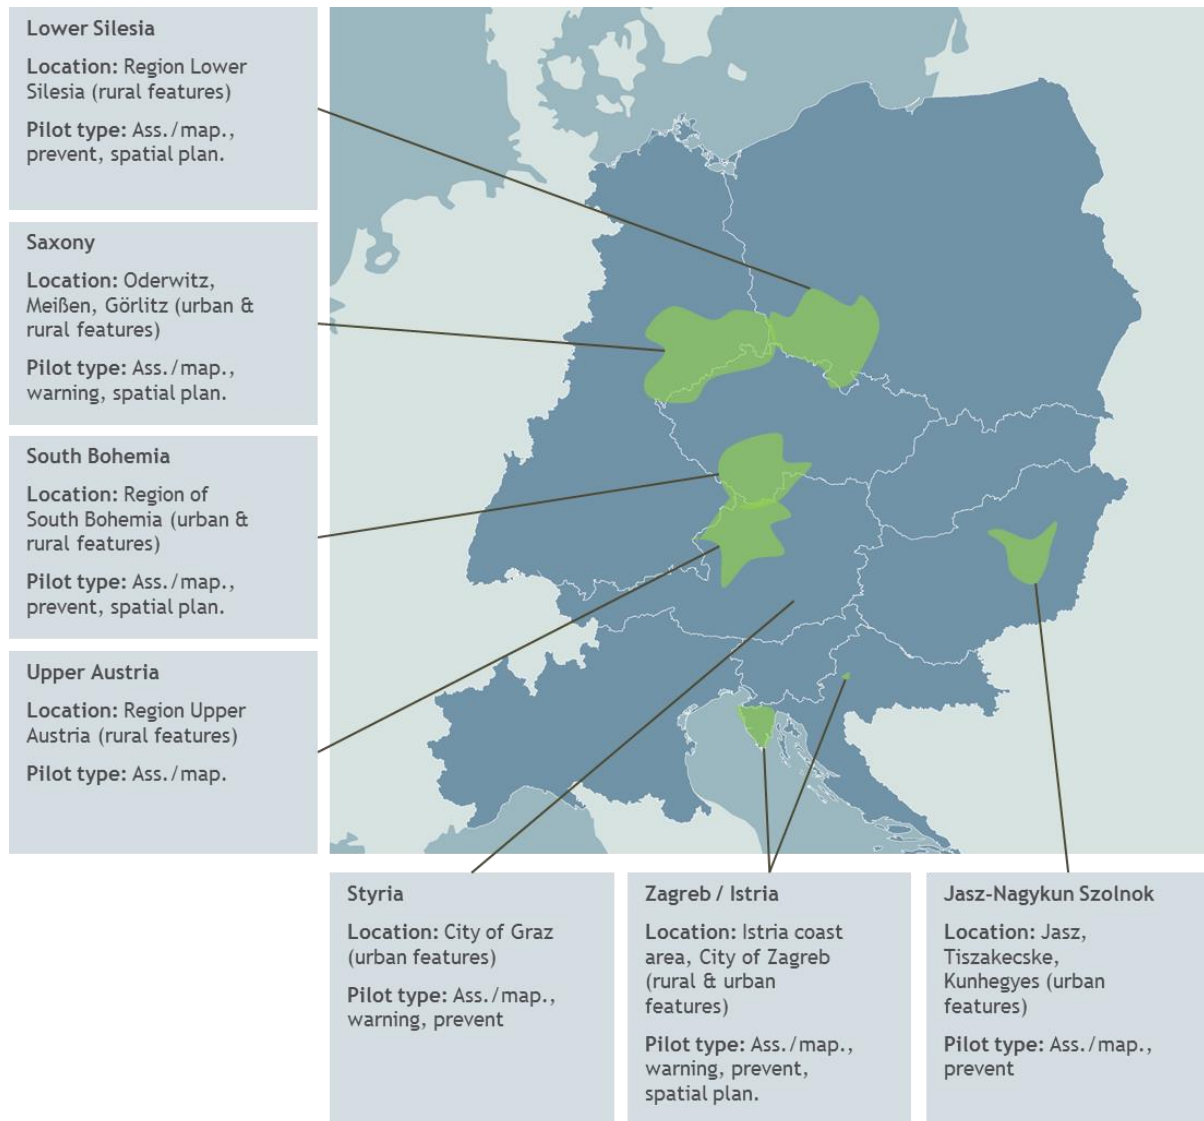 Lower Silesia
Location: Region Lower
Silesia (rural features)
Pilot type: Ass./map.,
prevent, spatial plan.
Saxony
Location: Oderwitz,
Meißen, Görlitz (urban &
rural features)
Pilot type: Ass./map.,
warning, spatial plan.
South Bohemia
Location: Region of
South Bohemia (urban &
rural features)
Pilot type: Ass./map.,
prevent, spatial plan.
Upper Austria
Location: Region Upper
Austria (rural features)
Pilot type: Ass./map.
Styria
Location: City of Graz
(urban features)
Pilot type: Ass./map.,
warning, prevent
Zagreb / Istria
Location: Istria coast
area, City of Zagreb
(rural & urban
features)
Pilot type: Ass./map.,
warning, prevent,
spatial plan.
Jasz-Nagykun Szolnok
Location: Jasz,
Tiszakecske,
Kunhegyes (urban
features)
Pilot type: Ass./map.,
prevent